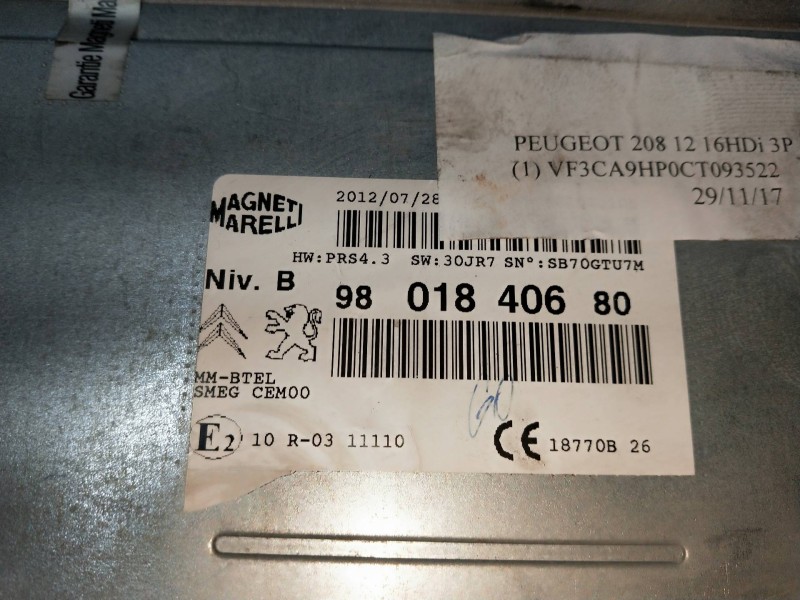 Garantie Magneti Ma
PEUGEOT 208 12 16HDi 3P
(1) VF3CA9HP0CT093522
29/11/17
MAGNETI
MARELLI
2012/07/28
HW:PRS4.3 SW:30JR7 SN°:SB70GTU7M
Niv. B
98 018 406 80
MM-BTEL
SMEG CEM00
E2 10 R-03 11110
CE 18770B 26